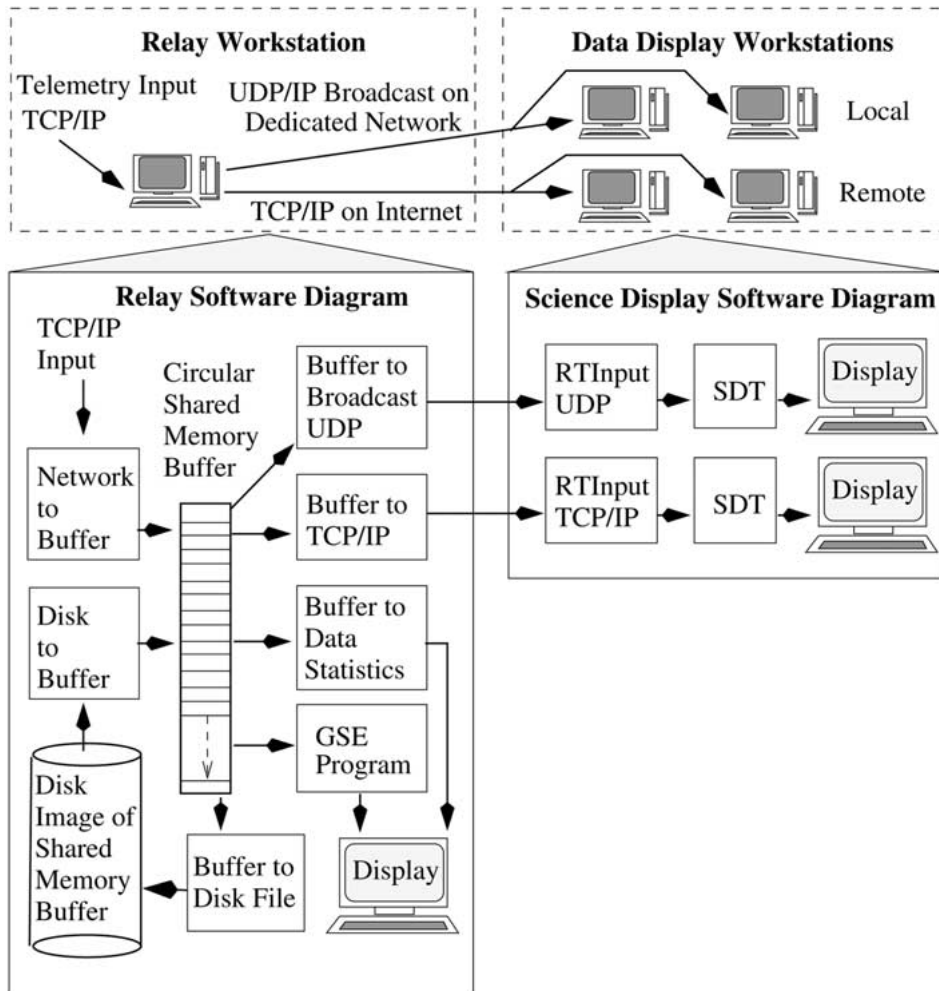 Relay Workstation
Telemetry Input
TCP/IP
UDP/IP Broadcast on
Dedicated Network
TCP/IP on Internet
Data Display Workstations
Local
Remote
Relay Software Diagram
TCP/IP
Input
Circular
Shared
Memory
Buffer
Network
to
Buffer
Disk
to
Buffer
Disk
Image of
Shared
Memory
Buffer
Buffer to
Broadcast
UDP
Buffer to
TCP/IP
Buffer to
Data
Statistics
GSE
Program
Buffer to
Disk File
Display
Science Display Software Diagram
RTInput
UDP
SDT
Display
RTInput
TCP/IP
SDT
Display